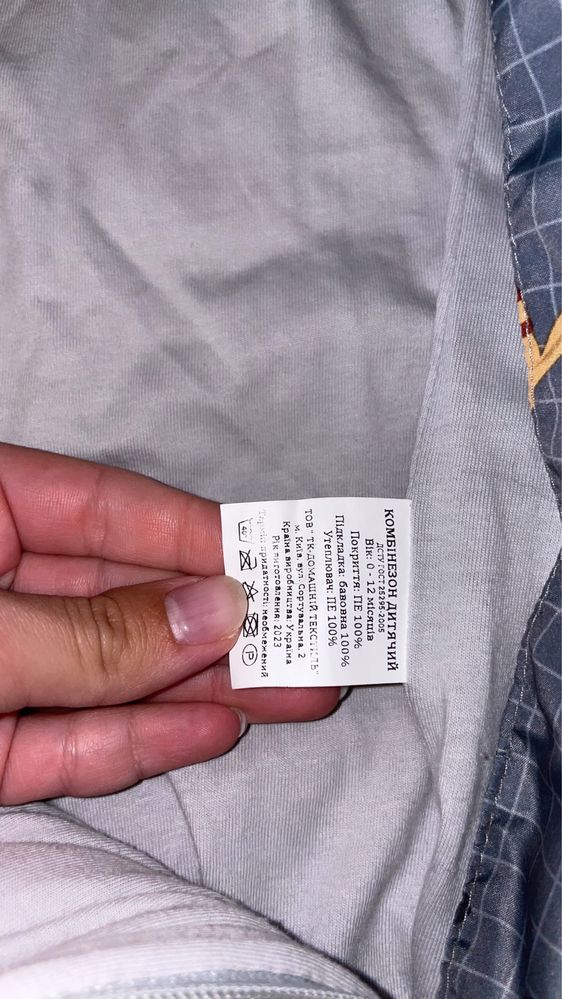 КОМБІНЕЗОН ДИТЯЧИЙ
ДСТУ ГОСТ 25295-2005
Вік: 0 - 12 місяців
Покриття: ПЕ 100%
Підкладка: бавовна 100%
Утеплювач: ПЕ 100%
ТОВ "ТК-ДОМАШНІЙ ТЕКСТИЛЬ"
м. Київ, вул. Сортувальна, 2
Країна виробництва: Україна
Рік виготовлення: 2023
Термін придатності: необмежений
40°
P